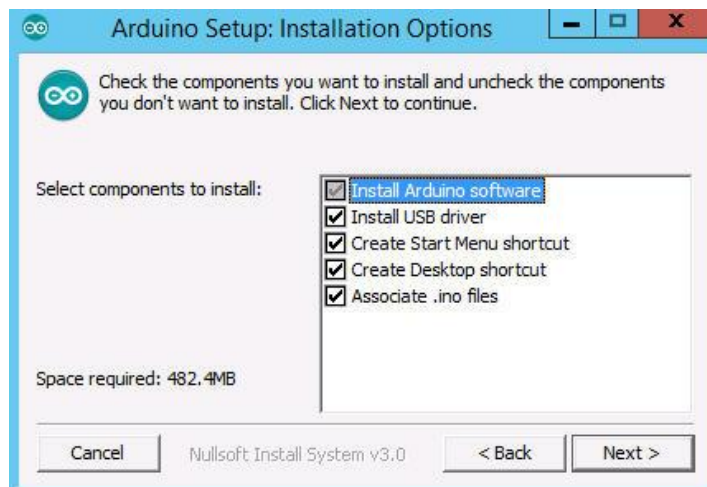 Arduino Setup: Installation Options
Check the components you want to install and uncheck the components
you don't want to install. Click Next to continue.
Select components to install:
Install Arduino software
Install USB driver
Create Start Menu shortcut
Create Desktop shortcut
Associate .ino files
Space required: 482.4MB
Cancel
Nullsoft Install System v3.0
< Back
Next >